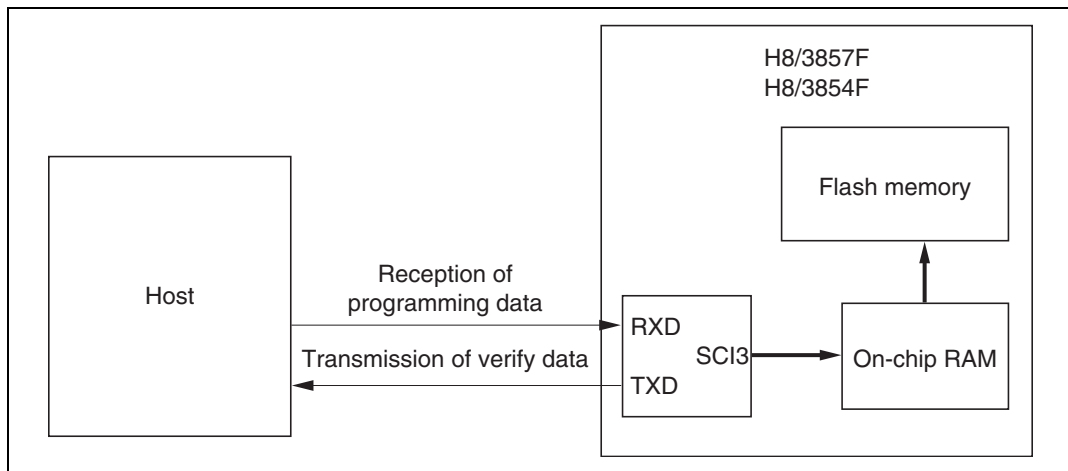 H8/3857F
H8/3854F
Flash memory
Host
Reception of
programming data
RXD
SCI3
On-chip RAM
Transmission of verify data
TXD